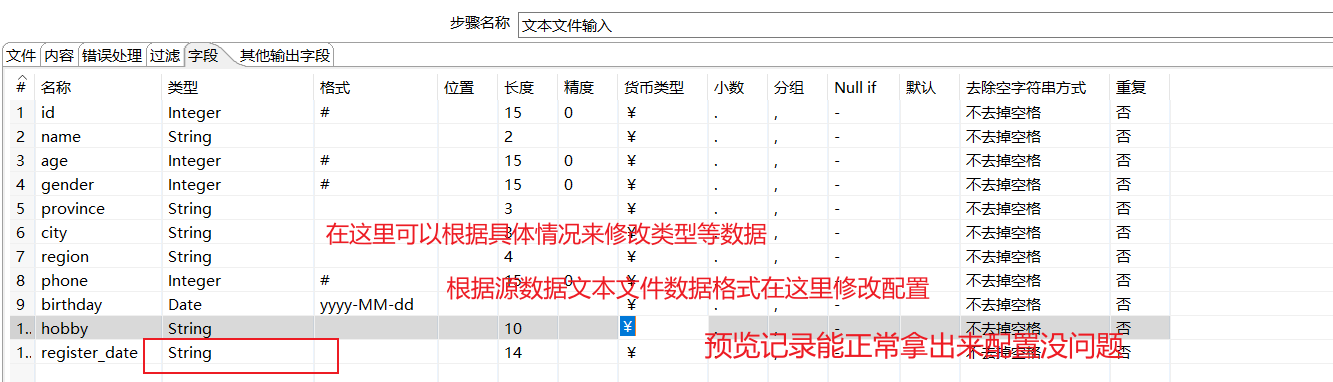 步骤名称 文本文件输入
文件 内容 错误处理 过滤 字段 其他输出字段
# 名称 类型 格式 位置 长度 精度 货币类型 小数 分组 Null if 默认 去除空字符串方式 重复
1 id Integer # 15 0 ¥ . , - 不去掉空格 否
2 name String 2 ¥ . , - 不去掉空格 否
3 age Integer # 15 0 ¥ . , - 不去掉空格 否
4 gender Integer # 15 0 ¥ . , - 不去掉空格 否
5 province String 3 ¥ . , - 不去掉空格 否
6 city String ¥ . , - 不去掉空格 否
在这里可以根据具体情况来修改类型等数据
7 region String 4 ¥ . , - 不去掉空格 否
8 phone Integer # 15 0 ¥ . , - 不去掉空格 否
根据源数据文本文件数据格式在这里修改配置
9 birthday Date yyyy-MM-dd ¥ . , - 不去掉空格 否
1.. hobby String 10 ¥ . , - 不去掉空格 否
预览记录能正常拿出来配置没问题
1.. register_date String 14 ¥ . , - 不去掉空格 否